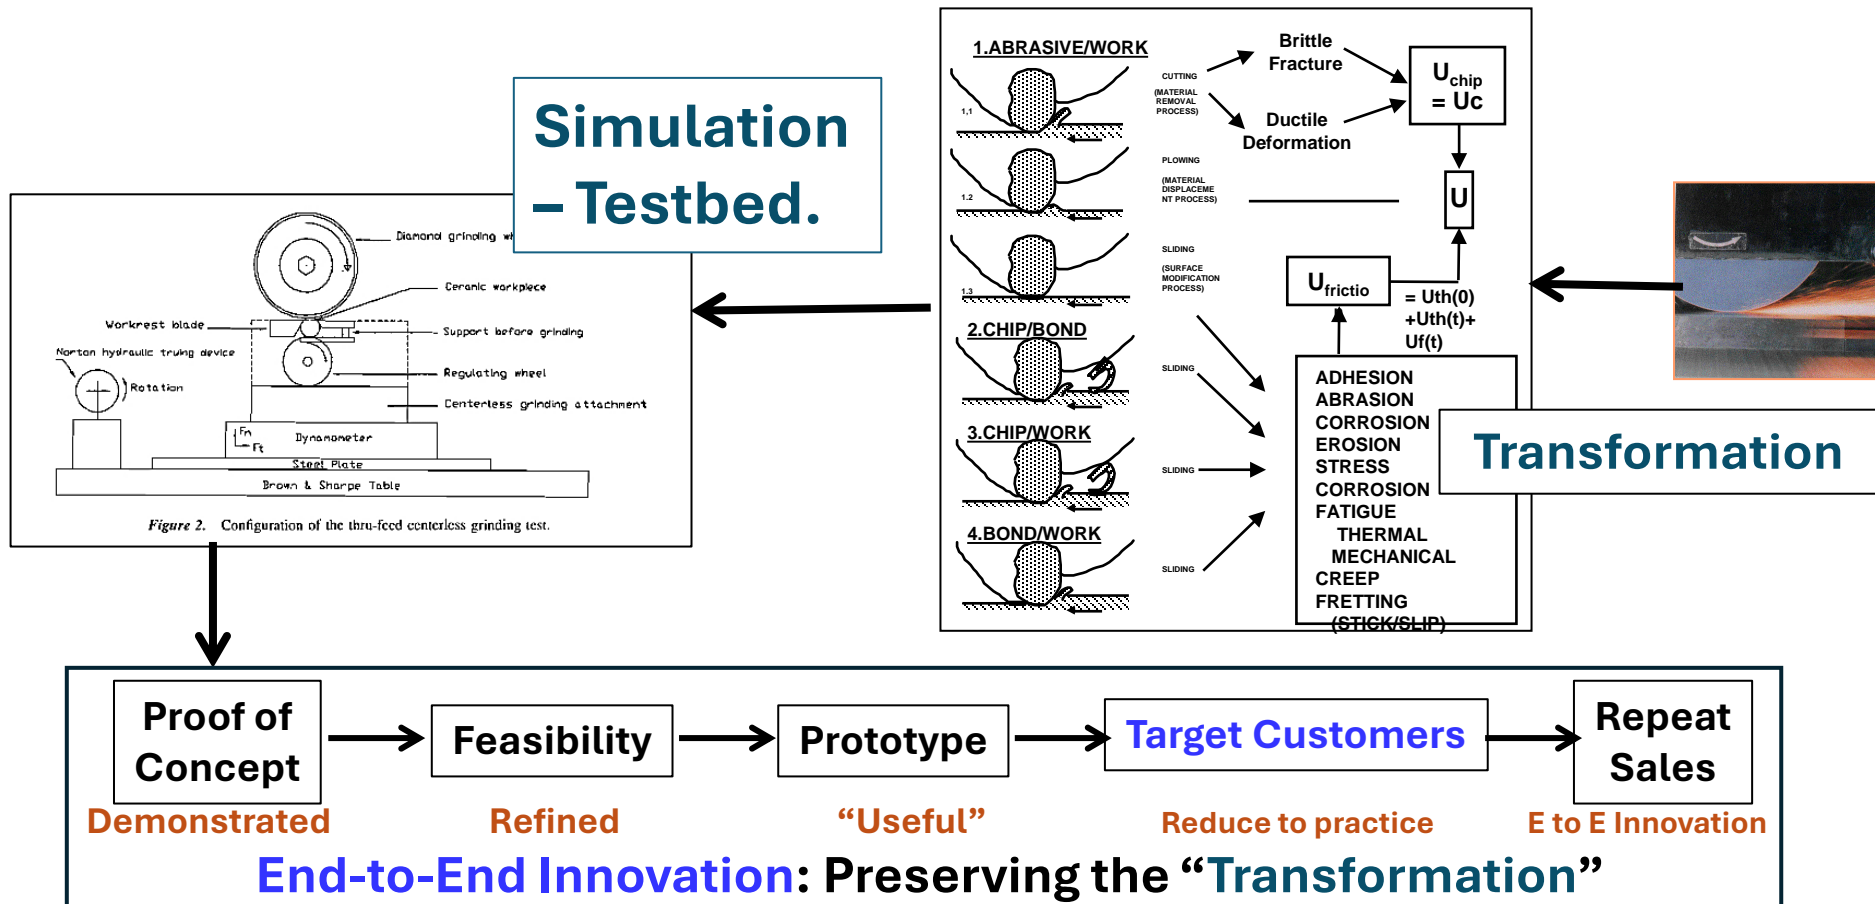 Simulation
– Testbed.
Diamond grinding
Ceramic workpiece
Workrest blade
Support before grinding
Norton hydraulic truing device
Rotation
Regulating wheel
Centerless grinding attachment
Fn
Ft
Dynamometer
Steel Plate
Brown & Sharpe Table
Figure 2. Configuration of the thru-feed centerless grinding test.
1.ABRASIVE/WORK
1,1
CUTTING
(MATERIAL
REMOVAL
PROCESS)
Brittle
Fracture
Ductile
Deformation
Uchip
= Uc
1.2
PLOWING
(MATERIAL
DISPLACEME
NT PROCESS)
U
1.3
SLIDING
(SURFACE
MODIFICATION
PROCESS)
Ufrictio
= Uth(0)
+Uth(t)+
Uf(t)
2.CHIP/BOND
SLIDING
3.CHIP/WORK
SLIDING
4.BOND/WORK
SLIDING
ADHESION
ABRASION
CORROSION
EROSION
STRESS
CORROSION
FATIGUE
THERMAL
MECHANICAL
CREEP
FRETTING
(STICK/SLIP)
Transformation
Proof of
Concept
Feasibility
Prototype
Target Customers
Repeat
Sales
Demonstrated
Refined
“Useful”
Reduce to practice
E to E Innovation
End-to-End Innovation: Preserving the “Transformation”